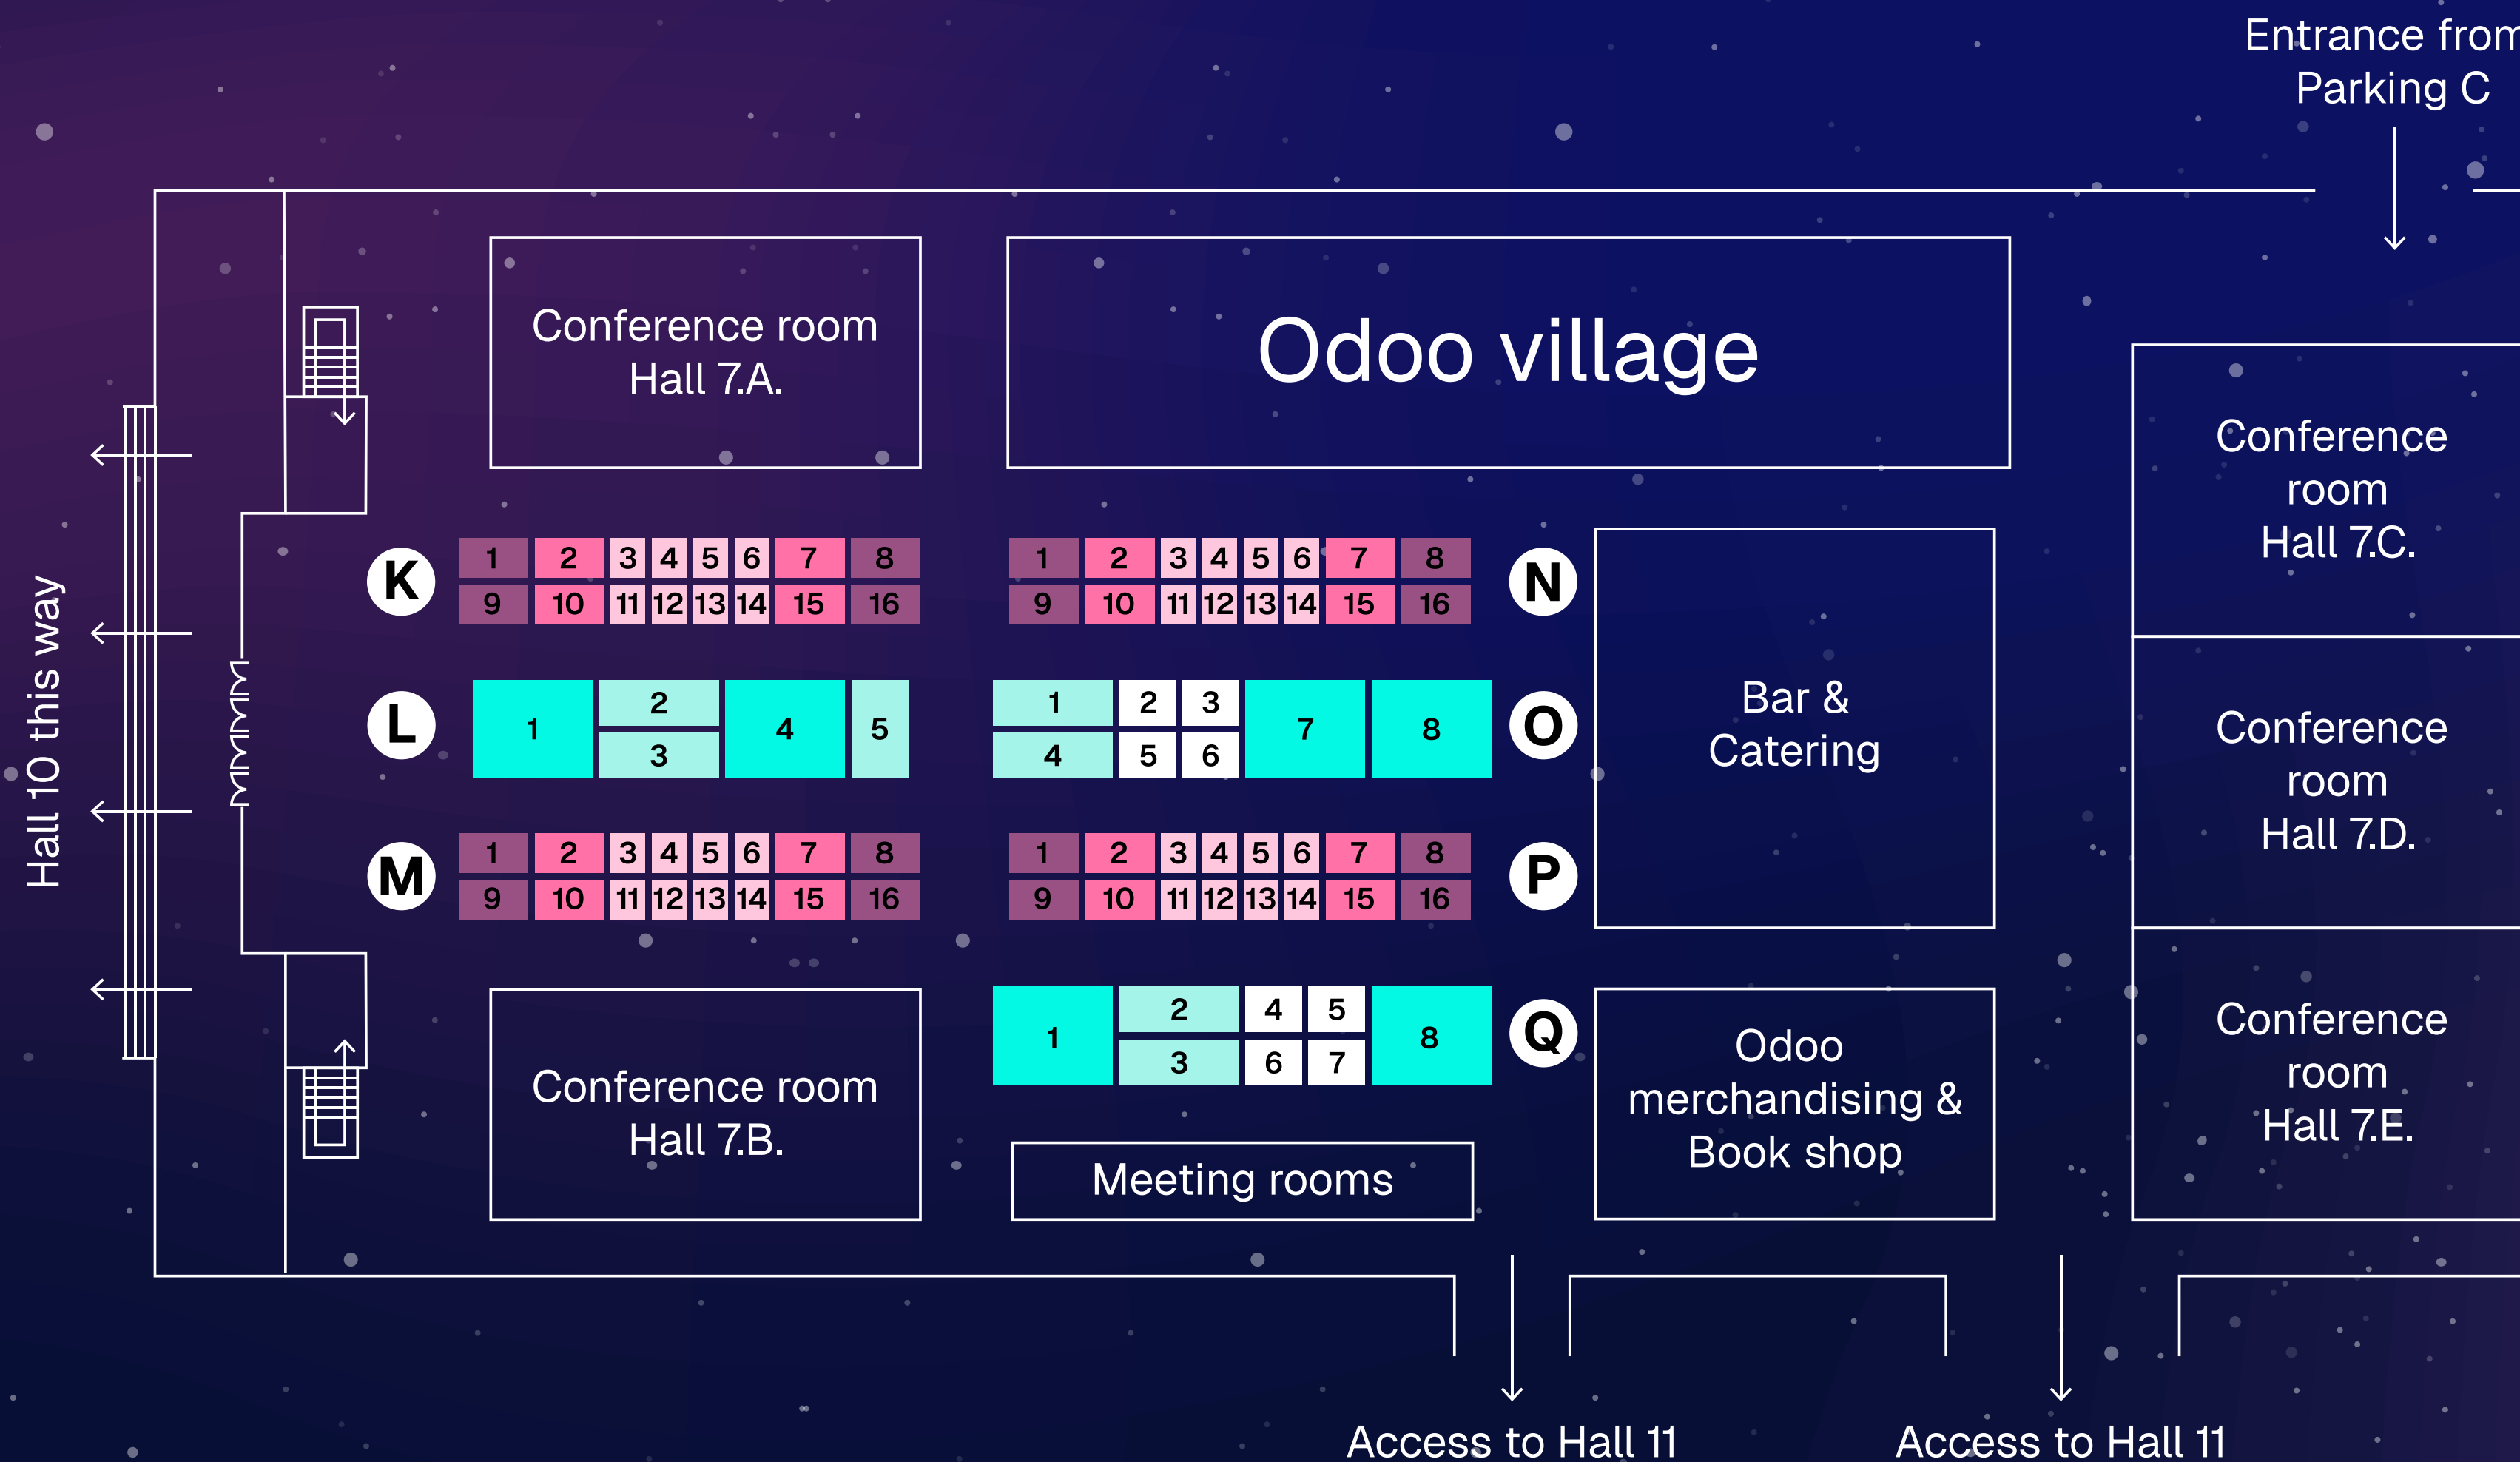 Entrance from
Parking C
Conference room
Hall 7.A.
Odoo village
Conference
room
Hall 7.C.
K
1 2 3 4 5 6 7 8
9 10 11 12 13 14 15 16
1 2 3 4 5 6 7 8
9 10 11 12 13 14 15 16
N
Hall 10 this way
L
1 2 4 5
3
1 2 3 7 8
4 5 6
O
Bar &
Catering
Conference
room
Hall 7.D.
M
1 2 3 4 5 6 7 8
9 10 11 12 13 14 15 16
1 2 3 4 5 6 7 8
9 10 11 12 13 14 15 16
P
Conference room
Hall 7.B.
1 2 4 5 8
3 6 7
Q
Meeting rooms
Odoo
merchandising &
Book shop
Conference
room
Hall 7.E.
Access to Hall 11
Access to Hall 11